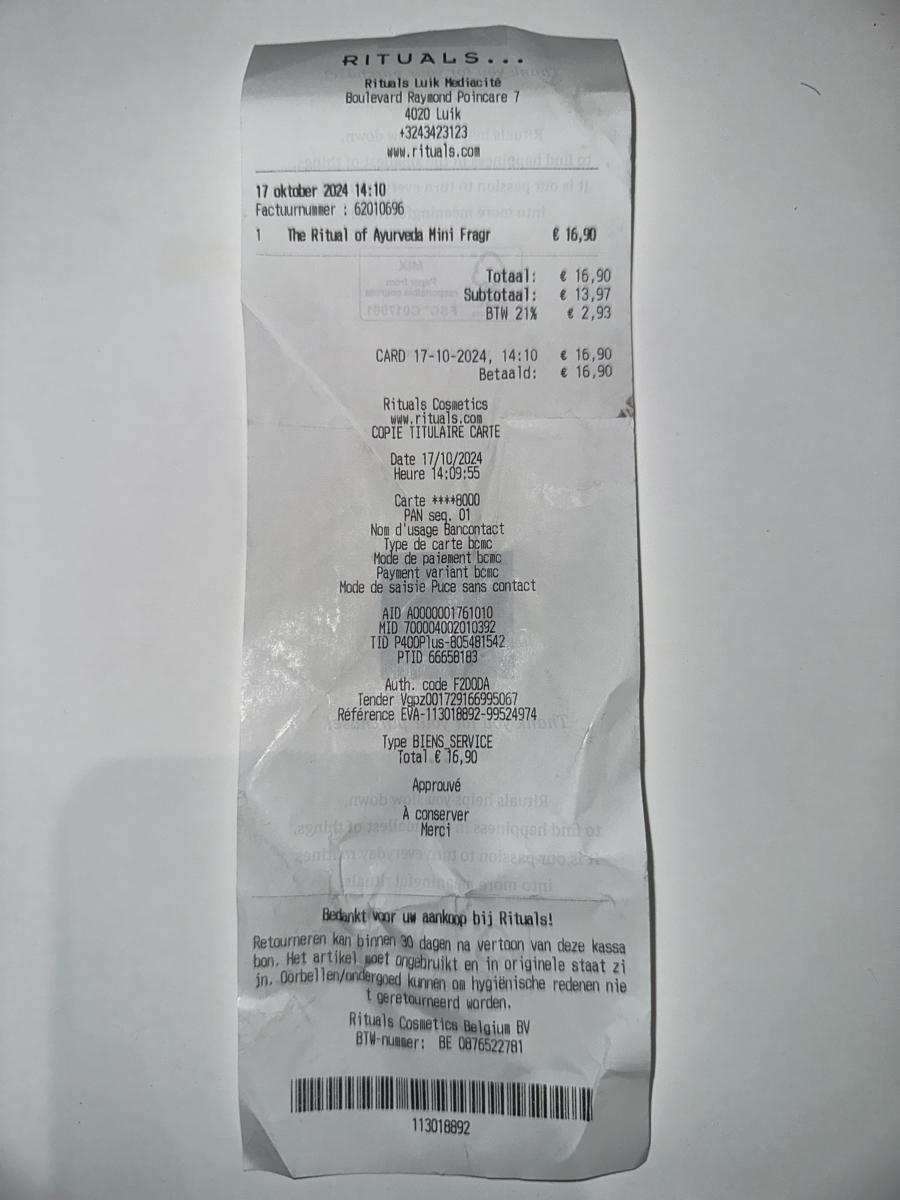 RITUALS...
Rituals Luik Mediacité
Boulevard Raymond Poincare 7
4020 Luik
+3243423123
www.rituals.com
17 oktober 2024 14:10
Factuurnummer : 62010696
1 The Ritual of Ayurveda Mini Fragr € 16,90
Totaal: € 16,90
Subtotaal: € 13,97
BTW 21% € 2,93
CARD 17-10-2024, 14:10 € 16,90
Betaald: € 16,90
Rituals Cosmetics
www.rituals.com
COPIE TITULAIRE CARTE
Date 17/10/2024
Heure 14:09:55
Carte ****8000
PAN seq. 01
Nom d'usage Bancontact
Type de carte bcmc
Mode de paiement bcmc
Payment variant bcmc
Mode de saisie Puce sans contact
AID A0000001761010
MID 700004002010392
TID P400Plus-805481542
PTID 66658183
Auth. code F200DA
Tender Vgpz001729166995067
Référence EVA-113018892-99524974
Type BIENS_SERVICE
Total € 16,90
Approuvé
À conserver
Merci
Bedankt voor uw aankoop bij Rituals!
Retourneren kan binnen 30 dagen na vertoon van deze kassa
bon. Het artikel moet ongebruikt en in originele staat zi
jn. Oorbellen/ondergoed kunnen om hygiënische redenen nie
t geretourneerd worden.
Rituals Cosmetics Belgium BV
BTW-nummer: BE 0876522781
113018892